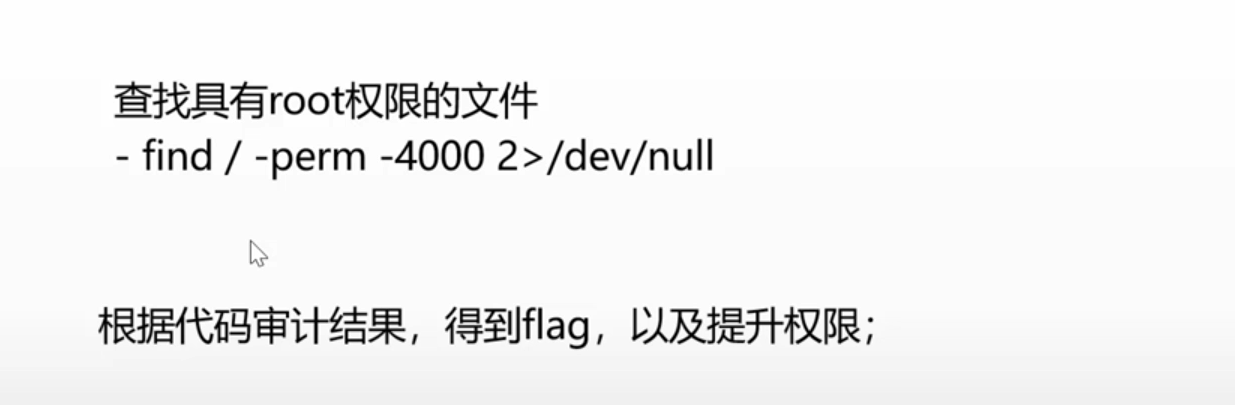 查找具有root权限的文件
- find / -perm -4000 2>/dev/null
根据代码审计结果，得到flag，以及提升权限；